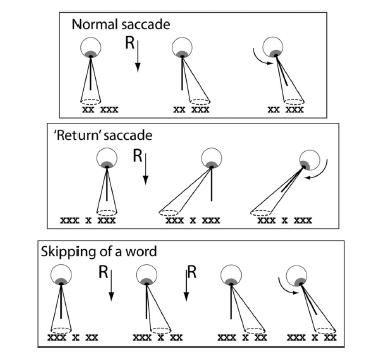 Normal saccade
R
xx xxx xx xxx xx xxx
'Return' saccade
R
xxx x xxx xxx x xxx xxx x xxx
Skipping of a word
R R
xxx x xx xxx x xx xxx x xx xxx x xx